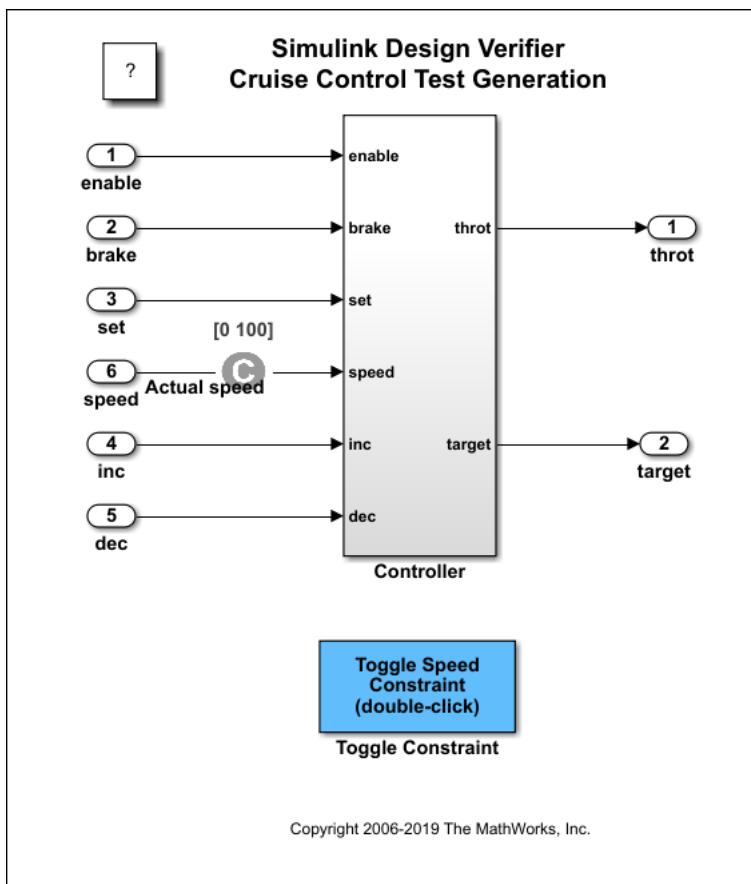 Simulink Design Verifier
?
Cruise Control Test Generation
1
enable
enable
2
brake
brake
throt
1
throt
3
set
set
[0 100]
6
C
speed
speed
Actual speed
4
inc
inc
target
2
target
5
dec
dec
Controller
Toggle Speed
Constraint
(double-click)
Toggle Constraint
Copyright 2006-2019 The MathWorks, Inc.